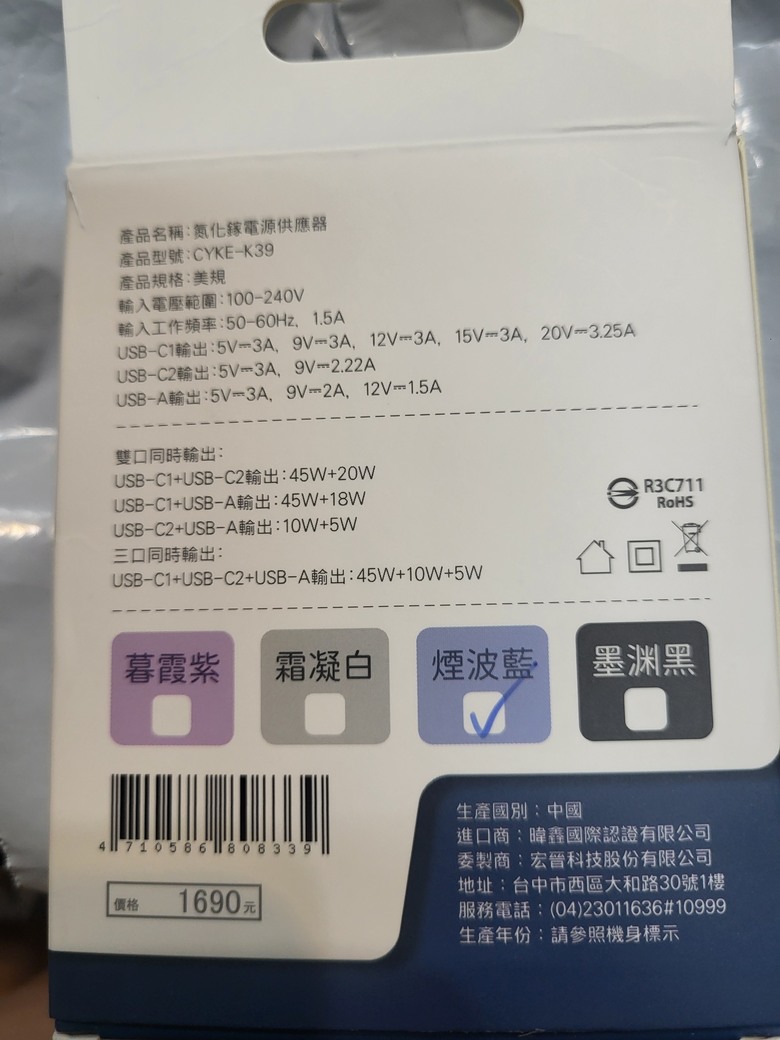 產品名稱:氮化鎵電源供應器
產品型號:CYKE-K39
產品規格:美規
輸入電壓範圍:100-240V
輸入工作頻率:50-60Hz, 1.5A
USB-C1輸出:5V⎓3A, 9V⎓3A, 12V⎓3A, 15V⎓3A, 20V⎓3.25A
USB-C2輸出:5V⎓3A, 9V⎓2.22A
USB-A輸出:5V⎓3A, 9V⎓2A, 12V⎓1.5A
雙口同時輸出:
USB-C1+USB-C2輸出:45W+20W
USB-C1+USB-A輸出:45W+18W
USB-C2+USB-A輸出:10W+5W
三口同時輸出:
USB-C1+USB-C2+USB-A輸出:45W+10W+5W
R3C711
RoHS
暮霞紫 霜凝白 煙波藍 墨渊黑
4 710586 808339
價格 1690元
生產國別:中國
進口商:暐鑫國際認證有限公司
委製商:宏晉科技股份有限公司
地址:台中市西區大和路30號1樓
服務電話:(04)23011636#10999
生產年份:請參照機身標示